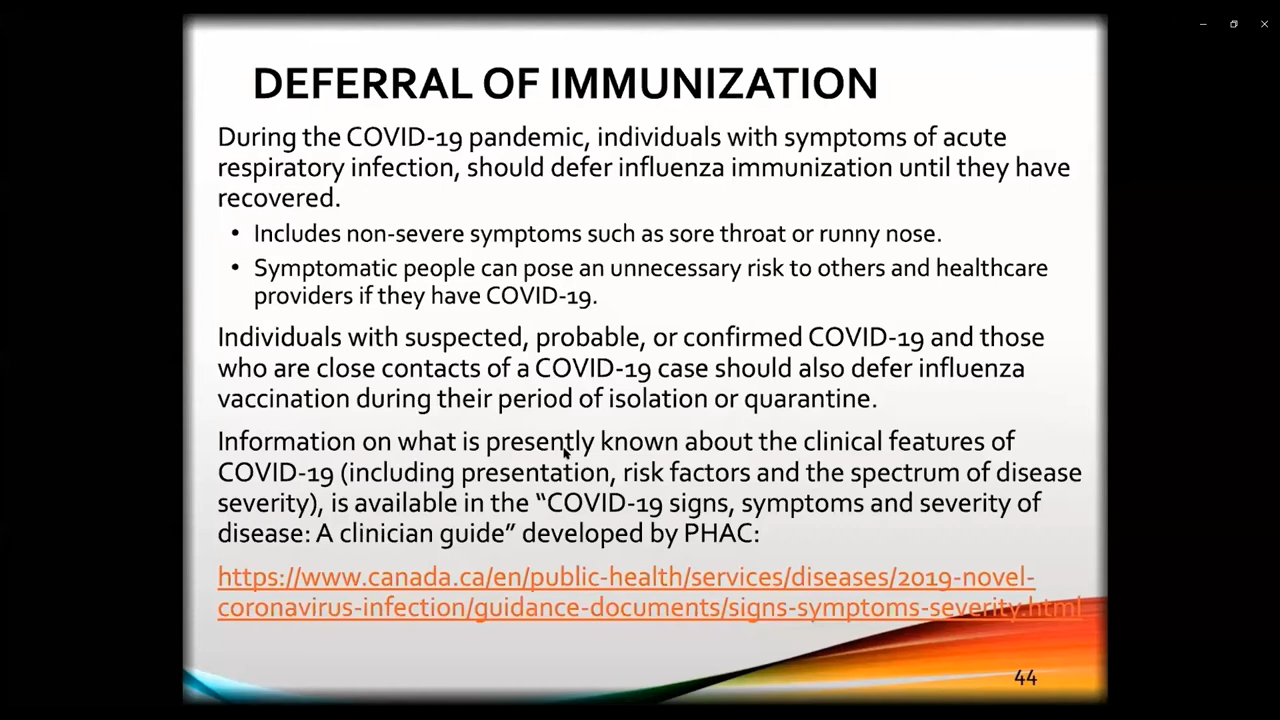 DEFERRAL OF IMMUNIZATION
During the COVID-19 pandemic, individuals with symptoms of acute
respiratory infection, should defer influenza immunization until they have
recovered.
• Includes non-severe symptoms such as sore throat or runny nose.
• Symptomatic people can pose an unnecessary risk to others and healthcare
providers if they have COVID-19.
Individuals with suspected, probable, or confirmed COVID-19 and those
who are close contacts of a COVID-19 case should also defer influenza
vaccination during their period of isolation or quarantine.
Information on what is presently known about the clinical features of
COVID-19 (including presentation, risk factors and the spectrum of disease
severity), is available in the “COVID-19 signs, symptoms and severity of
disease: A clinician guide” developed by PHAC:
https://www.canada.ca/en/public-health/services/diseases/2019-novel-
coronavirus-infection/guidance-documents/signs-symptoms-severity.html
44